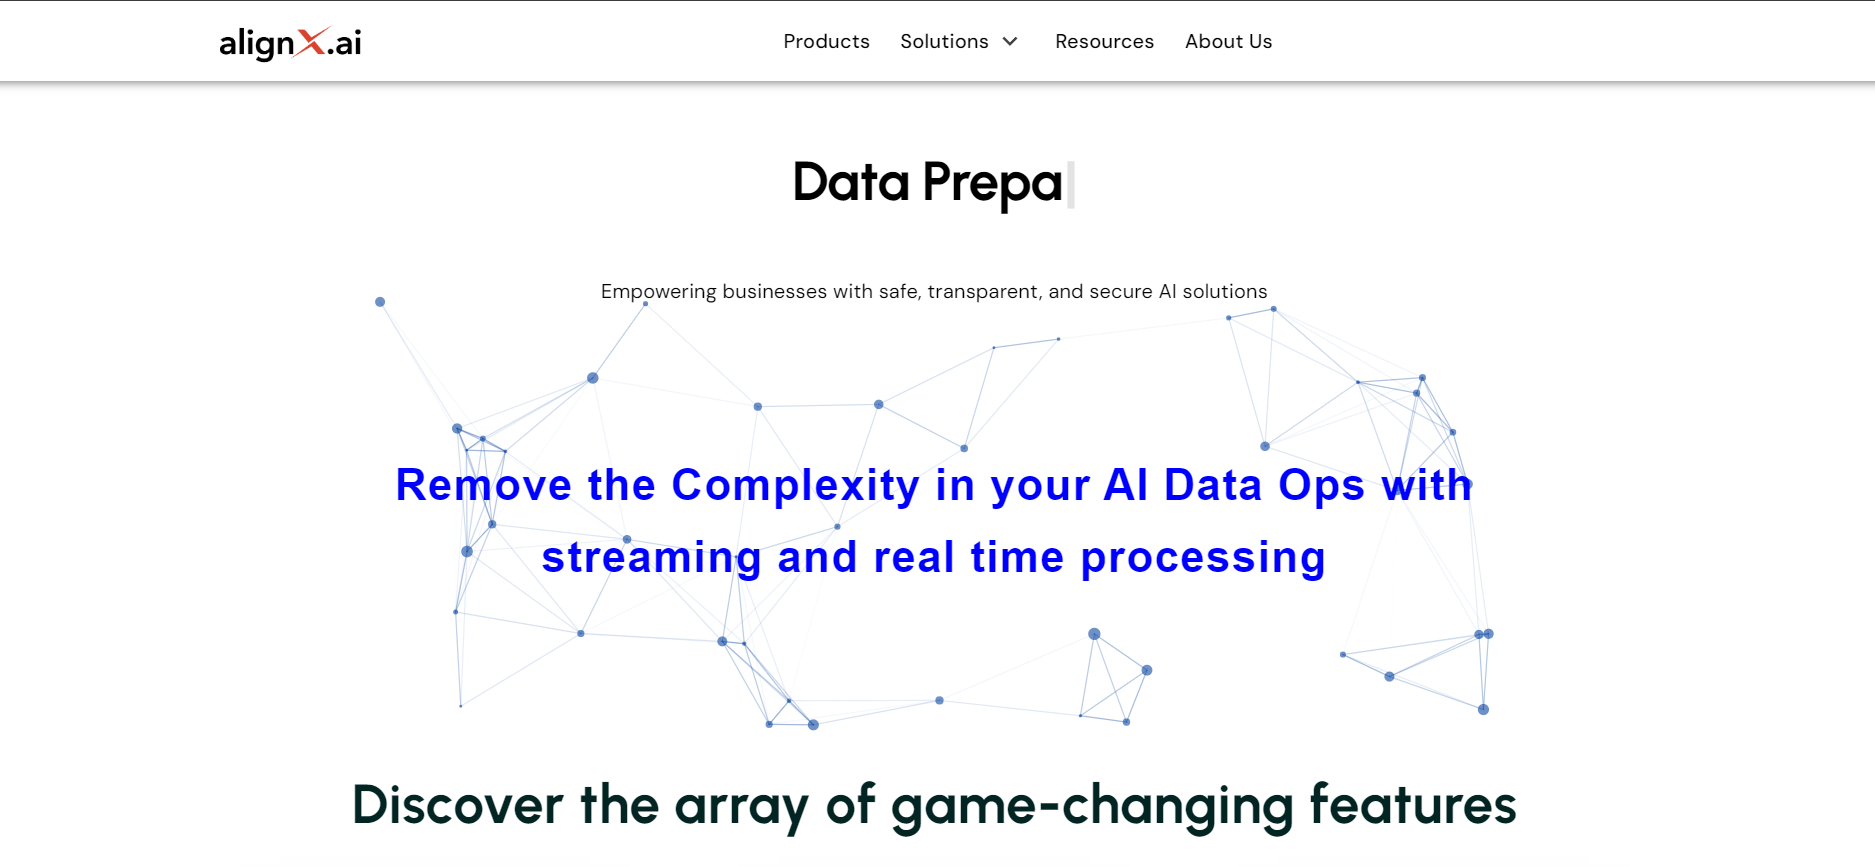 alignX.ai
Products Solutions Resources About Us
Data Prepa
Empowering businesses with safe, transparent, and secure AI solutions
Remove the Complexity in your AI Data Ops with
streaming and real time processing
Discover the array of game-changing features